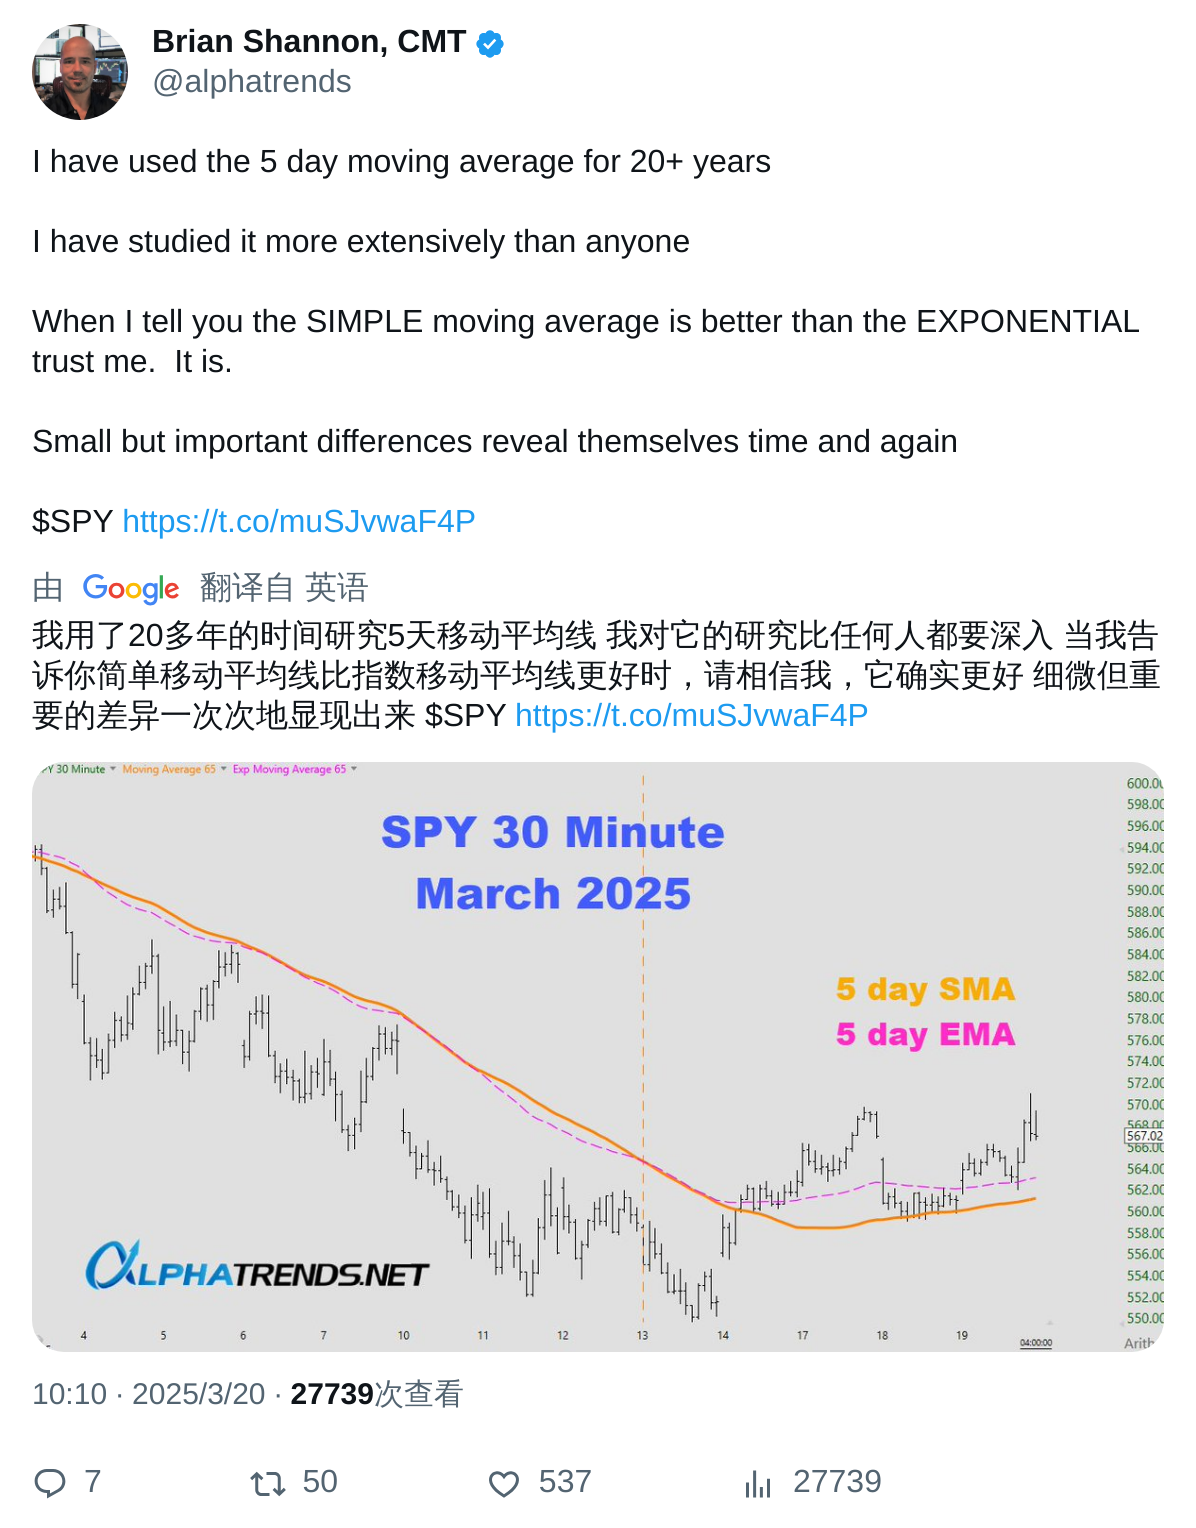 Brian Shannon, CMT
@alphatrends
I have used the 5 day moving average for 20+ years
I have studied it more extensively than anyone
When I tell you the SIMPLE moving average is better than the EXPONENTIAL
trust me.  It is.
Small but important differences reveal themselves time and again
$SPY https://t.co/muSJvwaF4P
由 Google 翻译自 英语
我用了20多年的时间研究5天移动平均线 我对它的研究比任何人都要深入 当我告
诉你简单移动平均线比指数移动平均线更好时，请相信我，它确实更好 细微但重
要的差异一次次地显现出来 $SPY https://t.co/muSJvwaF4P
Y 30 Minute Moving Average 65 Exp Moving Average 65
SPY 30 Minute
March 2025
5 day SMA
5 day EMA
600.0
598.00
596.00
594.00
592.00
590.00
588.00
586.00
584.00
582.00
580.00
578.00
576.00
574.00
572.00
570.00
568.00
567.02
566.00
564.00
562.00
560.00
558.00
556.00
554.00
552.00
550.00
ALPHATRENDS.NET
4 5 6 7 10 11 12 13 14 17 18 19 04:00:00
Arith
10:10 · 2025/3/20 · 27739次查看
7 50 537 27739